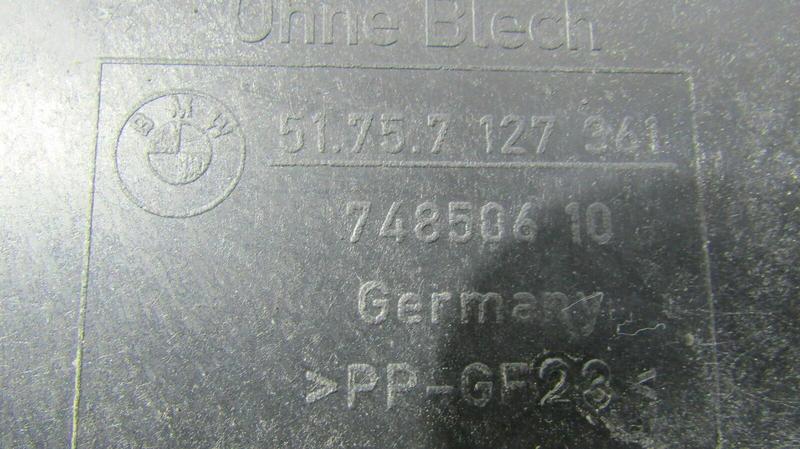 Ohne Blech
BMW
51.75.7 127 361
748506 10
Germany
>PP-GF23<